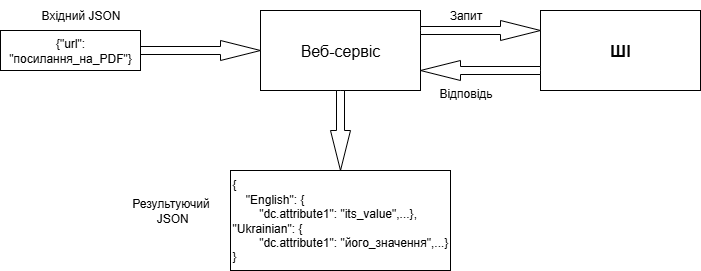 Вхідний JSON
{"url":
"посилання_на_PDF"}
Веб-сервіс
Запит
ШІ
Відповідь
Результуючий
JSON
{
"English": {
"dc.attribute1": "its_value",...},
"Ukrainian": {
"dc.attribute1": "його_значення",...}
}